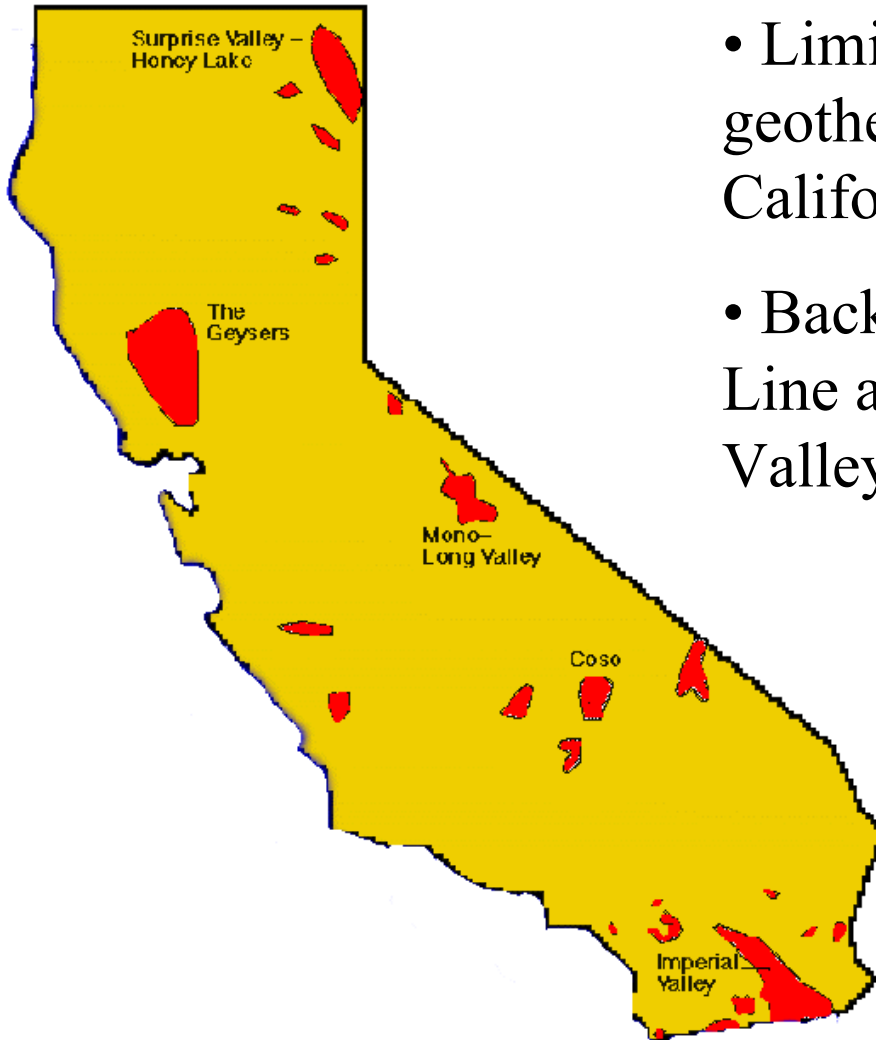 Surprise Valley –
Honey Lake
The
Geysers
Mono–
Long Valley
Coso
Imperial
Valley
• Limi
geothe
Califo
• Back
Line a
Valley